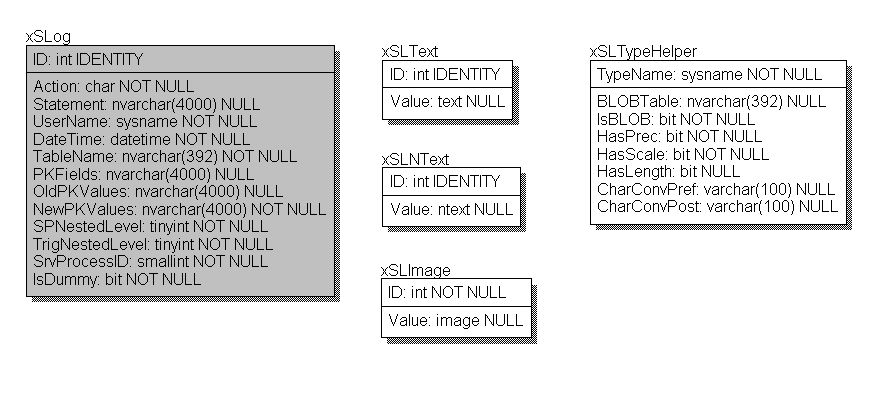 xSLog
ID: int IDENTITY
Action: char NOT NULL
Statement: nvarchar(4000) NULL
UserName: sysname NOT NULL
DateTime: datetime NOT NULL
TableName: nvarchar(392) NOT NULL
PKFields: nvarchar(4000) NULL
OldPKValues: nvarchar(4000) NULL
NewPKValues: nvarchar(4000) NOT NULL
SPNestedLevel: tinyint NOT NULL
TrigNestedLevel: tinyint NOT NULL
SrvProcessID: smallint NOT NULL
IsDummy: bit NOT NULL
xSLText
ID: int IDENTITY
Value: text NULL
xSLNText
ID: int IDENTITY
Value: ntext NULL
xSLImage
ID: int NOT NULL
Value: image NULL
xSLTypeHelper
TypeName: sysname NOT NULL
BLOBTable: nvarchar(392) NULL
IsBLOB: bit NOT NULL
HasPrec: bit NOT NULL
HasScale: bit NOT NULL
HasLength: bit NULL
CharConvPref: varchar(100) NULL
CharConvPost: varchar(100) NULL